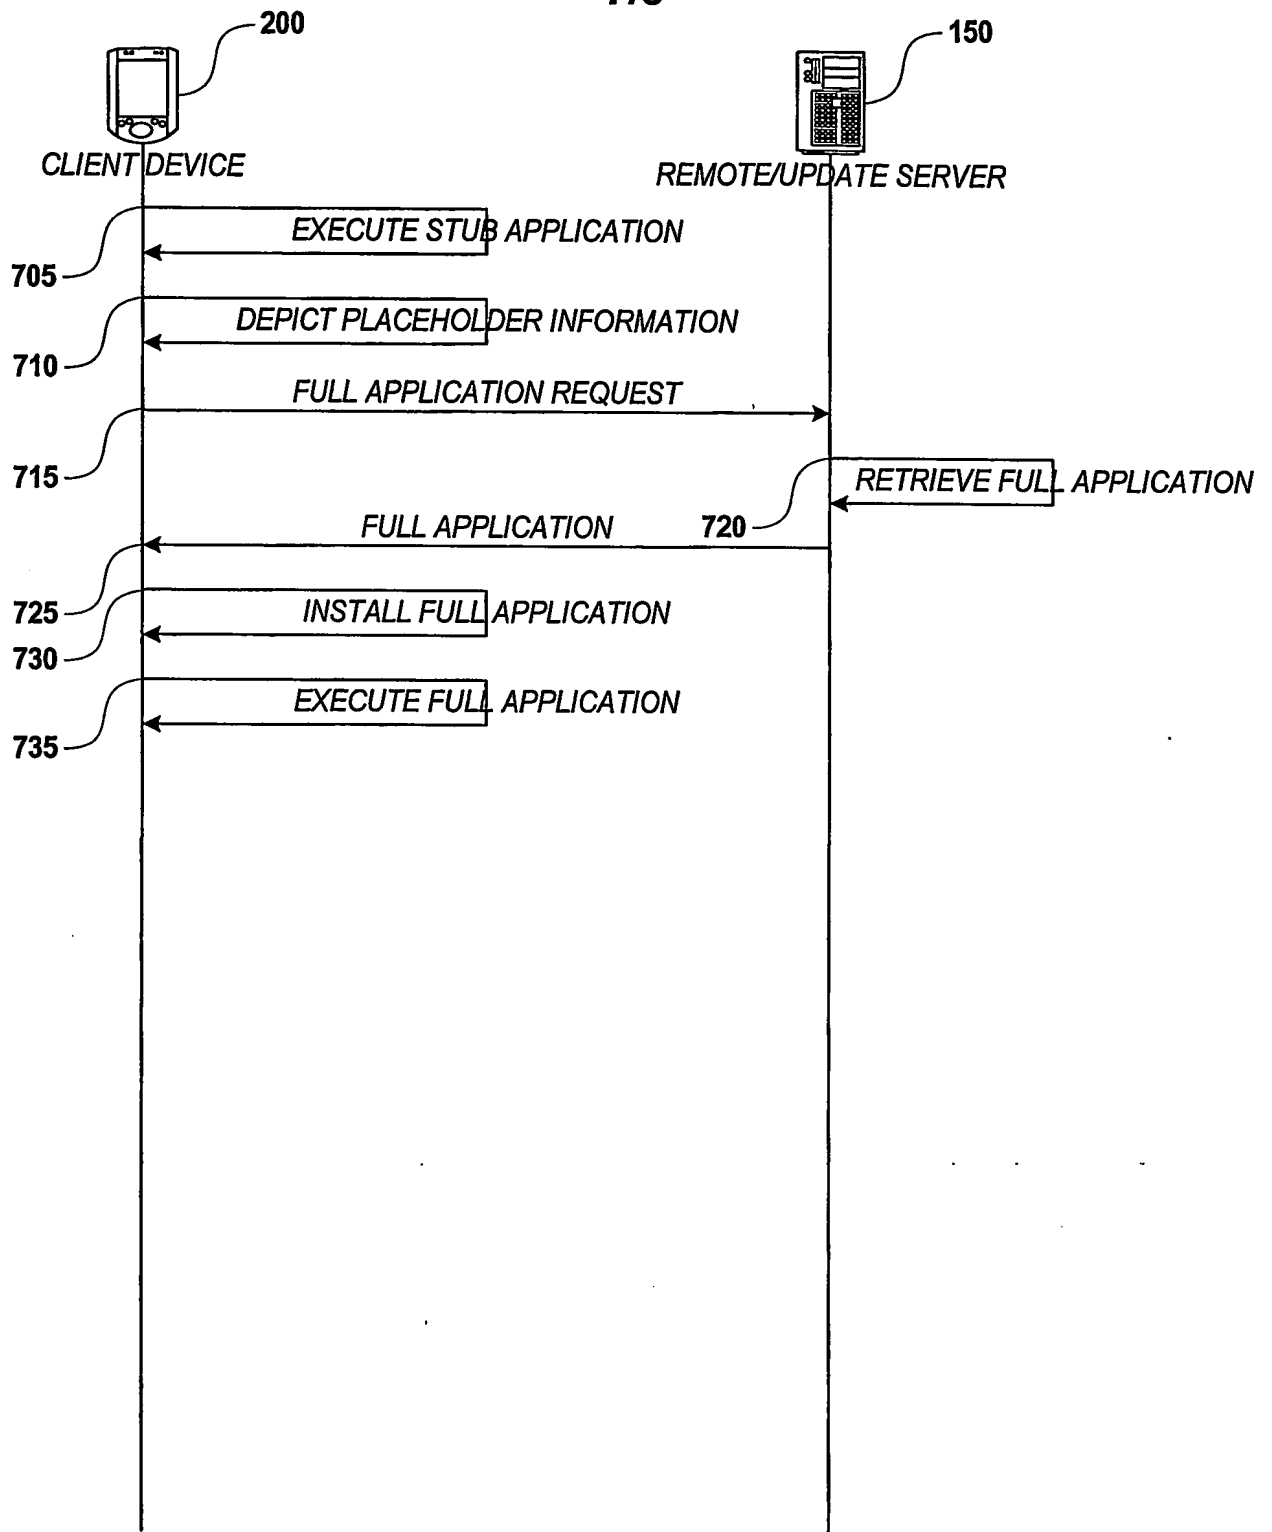 200
150
CLIENT DEVICE
REMOTE/UPDATE SERVER
EXECUTE STUB APPLICATION
705
DEPICT PLACEHOLDER INFORMATION
710
FULL APPLICATION REQUEST
715
RETRIEVE FULL APPLICATION
720
FULL APPLICATION
725
INSTALL FULL APPLICATION
730
EXECUTE FULL APPLICATION
735